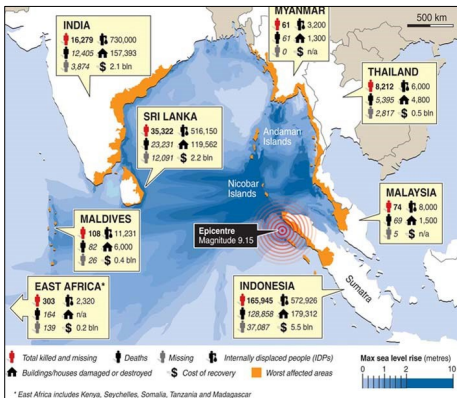 MYANMAR
61 3,200
61 1,300
0 $ n/a
500 km
INDIA
16,279 730,000
12,405 157,393
3,874 $ 2.1 bln
THAILAND
8,212 6,000
5,395 4,800
2,817 $ 0.5 bln
SRI LANKA
35,322 516,150
23,231 119,562
12,091 $ 2.2 bln
Andaman
Islands
Nicobar
Islands
MALAYSIA
74 8,000
69 1,500
5 $ n/a
MALDIVES
108 11,231
82 6,000
26 $ 0.4 bln
Epicentre
Magnitude 9.15
EAST AFRICA*
303 2,320
164 n/a
139 $ 0.2 bln
INDONESIA
165,945 572,926
128,858 179,312
37,087 $ 5.5 bln
Sumatra
Total killed and missing Deaths Missing Internally displaced people (IDPs)
Buildings/houses damaged or destroyed $ Cost of recovery Worst affected areas
Max sea level rise (metres)
0 1 2 10
* East Africa includes Kenya, Seychelles, Somalia, Tanzania and Madagascar